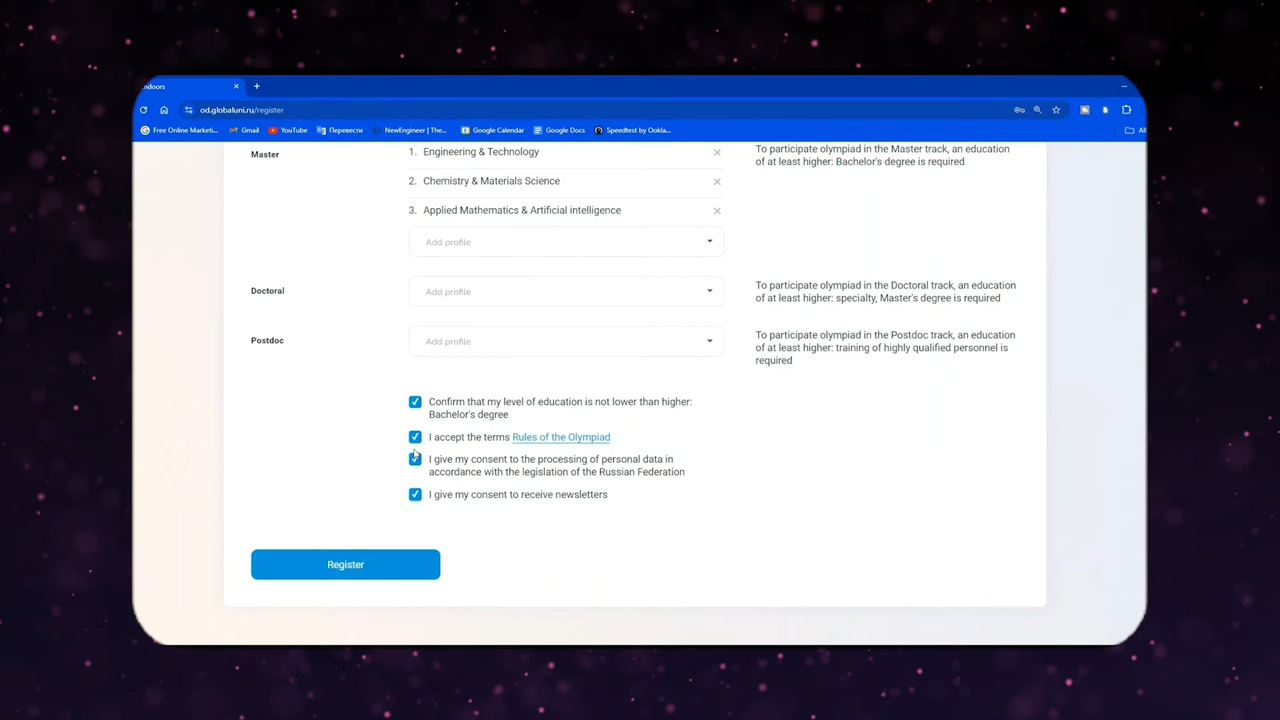 ndoors
od.globaluni.ru/register
Free Online Marketi... Gmail YouTube Перевести NewEngineer | The... Google Calendar Google Docs Speedtest by Ookla... All
Master
1. Engineering & Technology
2. Chemistry & Materials Science
3. Applied Mathematics & Artificial intelligence
Add profile
To participate olympiad in the Master track, an education
of at least higher: Bachelor's degree is required
Doctoral
Add profile
To participate olympiad in the Doctoral track, an education
of at least higher: specialty, Master's degree is required
Postdoc
Add profile
To participate olympiad in the Postdoc track, an education
of at least higher: training of highly qualified personnel is
required
Confirm that my level of education is not lower than higher:
Bachelor's degree
I accept the terms Rules of the Olympiad
I give my consent to the processing of personal data in
accordance with the legislation of the Russian Federation
I give my consent to receive newsletters
Register